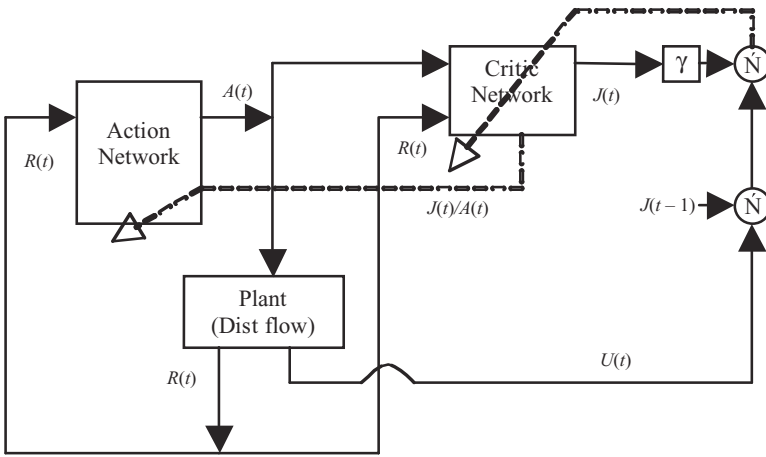 Critic
Network
γ
Ń
A(t)
J(t)
Action
Network
R(t)
R(t)
J(t)/A(t)
J(t – 1)
Ń
Plant
(Dist flow)
R(t)
U(t)